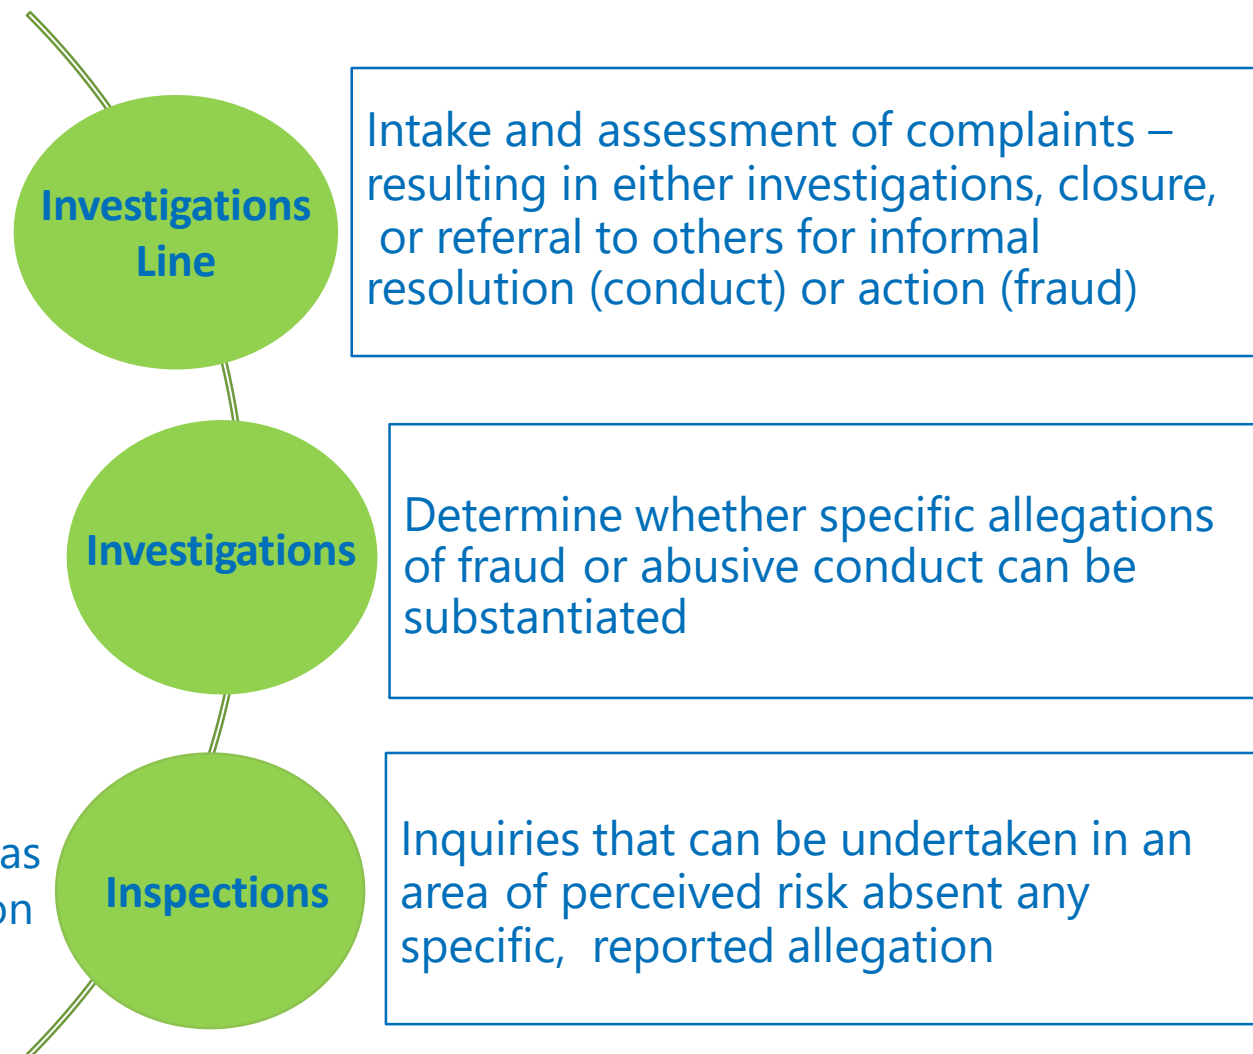 Investigations
Line
Intake and assessment of complaints –
resulting in either investigations, closure,
or referral to others for informal
resolution (conduct) or action (fraud)
Investigations
Determine whether specific allegations
of fraud or abusive conduct can be
substantiated
as
on
Inspections
Inquiries that can be undertaken in an
area of perceived risk absent any
specific, reported allegation